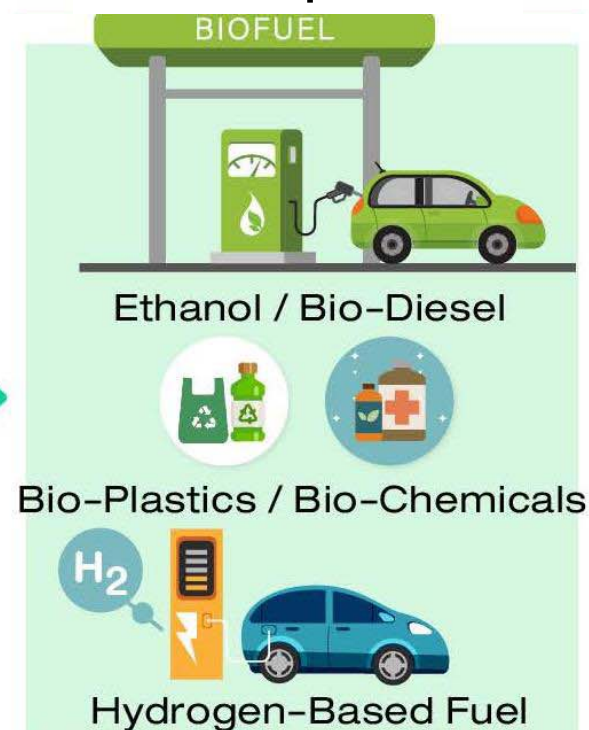 BIOFUEL
Ethanol / Bio-Diesel
Bio-Plastics / Bio-Chemicals
H2
Hydrogen-Based Fuel